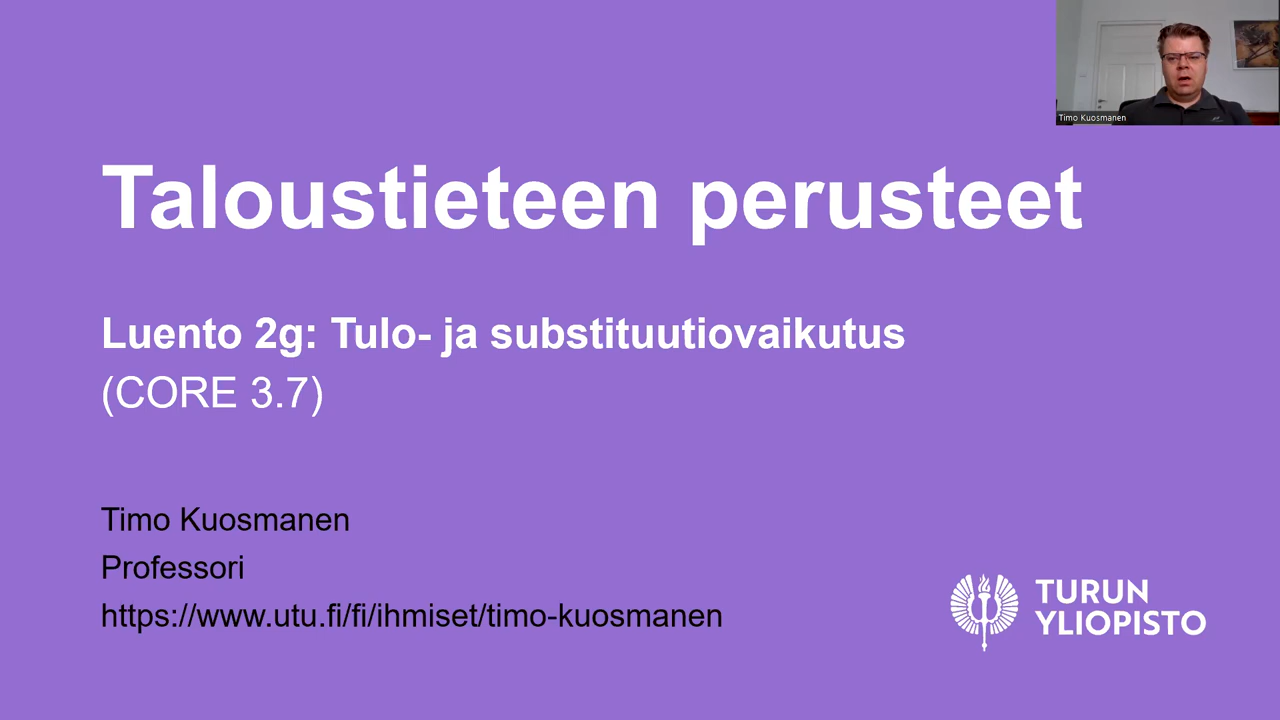 Timo Kuosmanen
Taloustieteen perusteet
Luento 2g: Tulo- ja substituutiovaikutus
(CORE 3.7)
Timo Kuosmanen
Professori
https://www.utu.fi/fi/ihmiset/timo-kuosmanen
TURUN
YLIOPISTO